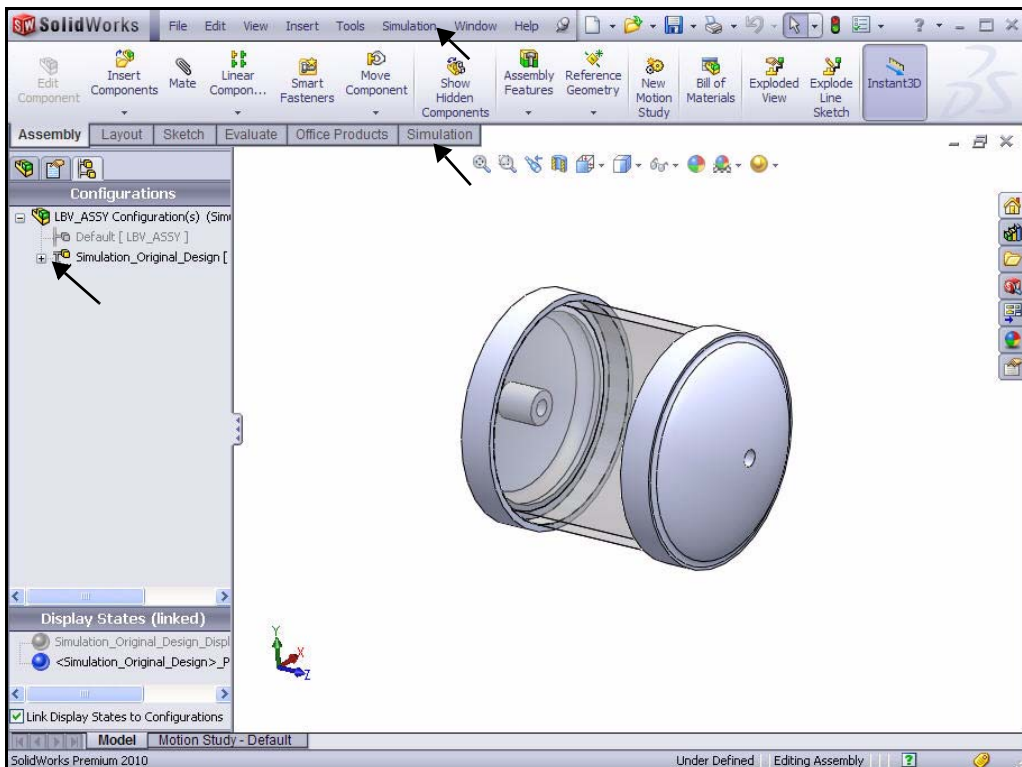 SolidWorks File Edit View Insert Tools Simulation Window Help ?
Edit Component
Insert Components
Mate
Linear Compon...
Smart Fasteners
Move Component
Show Hidden Components
Assembly Features
Reference Geometry
New Motion Study
Bill of Materials
Exploded View
Explode Line Sketch
Instant3D
Assembly Layout Sketch Evaluate Office Products Simulation
Configurations
LBV_ASSY Configuration(s) (Simu
Default [ LBV_ASSY ]
Simulation_Original_Design [
Display States (linked)
Simulation_Original_Design_Displ
<Simulation_Original_Design>_P
Link Display States to Configurations
Y
X
Z
Model Motion Study - Default
SolidWorks Premium 2010 Under Defined Editing Assembly ?